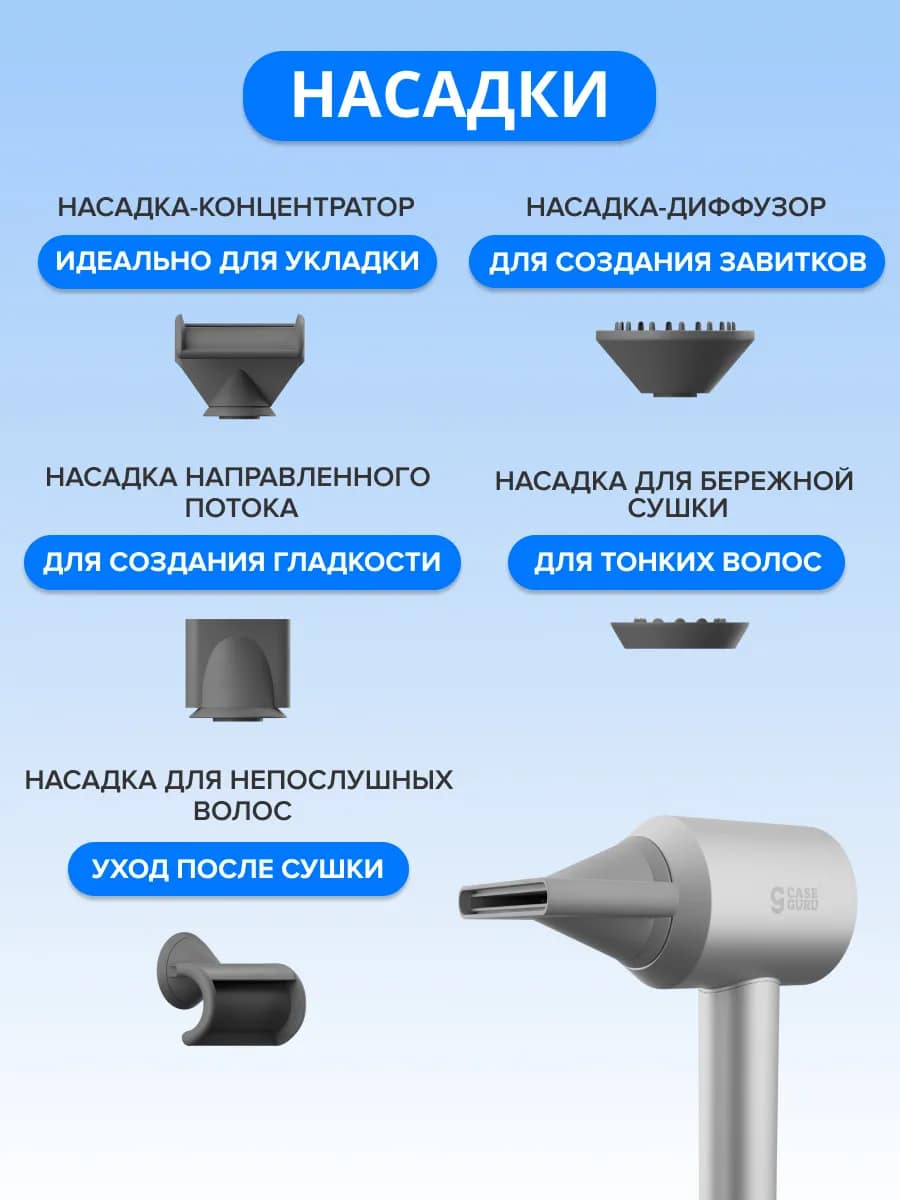 НАСАДКИ
НАСАДКА-КОНЦЕНТРАТОР
ИДЕАЛЬНО ДЛЯ УКЛАДКИ
НАСАДКА-ДИФФУЗОР
ДЛЯ СОЗДАНИЯ ЗАВИТКОВ
НАСАДКА НАПРАВЛЕННОГО
ПОТОКА
ДЛЯ СОЗДАНИЯ ГЛАДКОСТИ
НАСАДКА ДЛЯ БЕРЕЖНОЙ
СУШКИ
ДЛЯ ТОНКИХ ВОЛОС
НАСАДКА ДЛЯ НЕПОСЛУШНЫХ
ВОЛОС
УХОД ПОСЛЕ СУШКИ
CASE
GURU